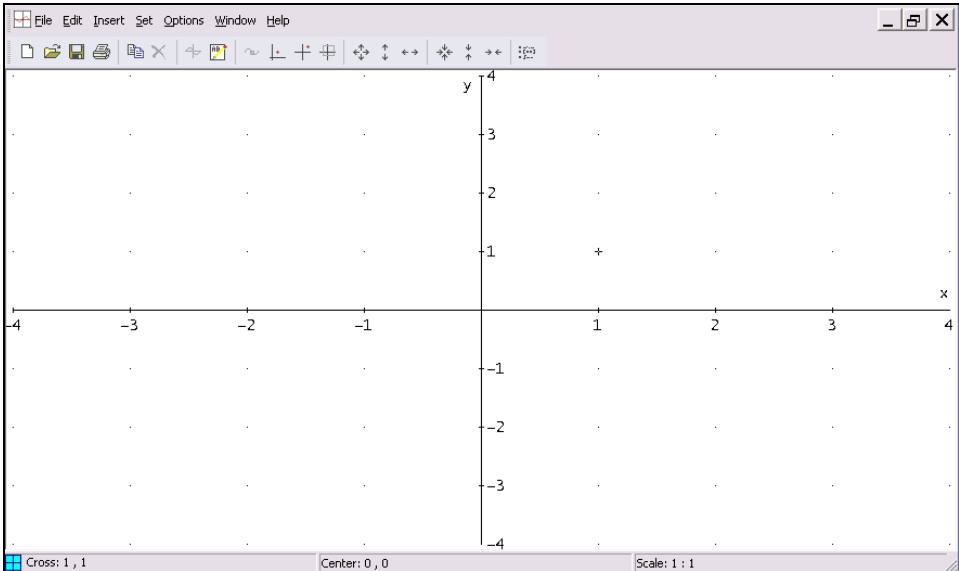 File Edit Insert Set Options Window Help
y 4
3
2
1
x
-4 -3 -2 -1 1 2 3 4
-1
-2
-3
-4
Cross: 1 , 1 Center: 0 , 0 Scale: 1 : 1